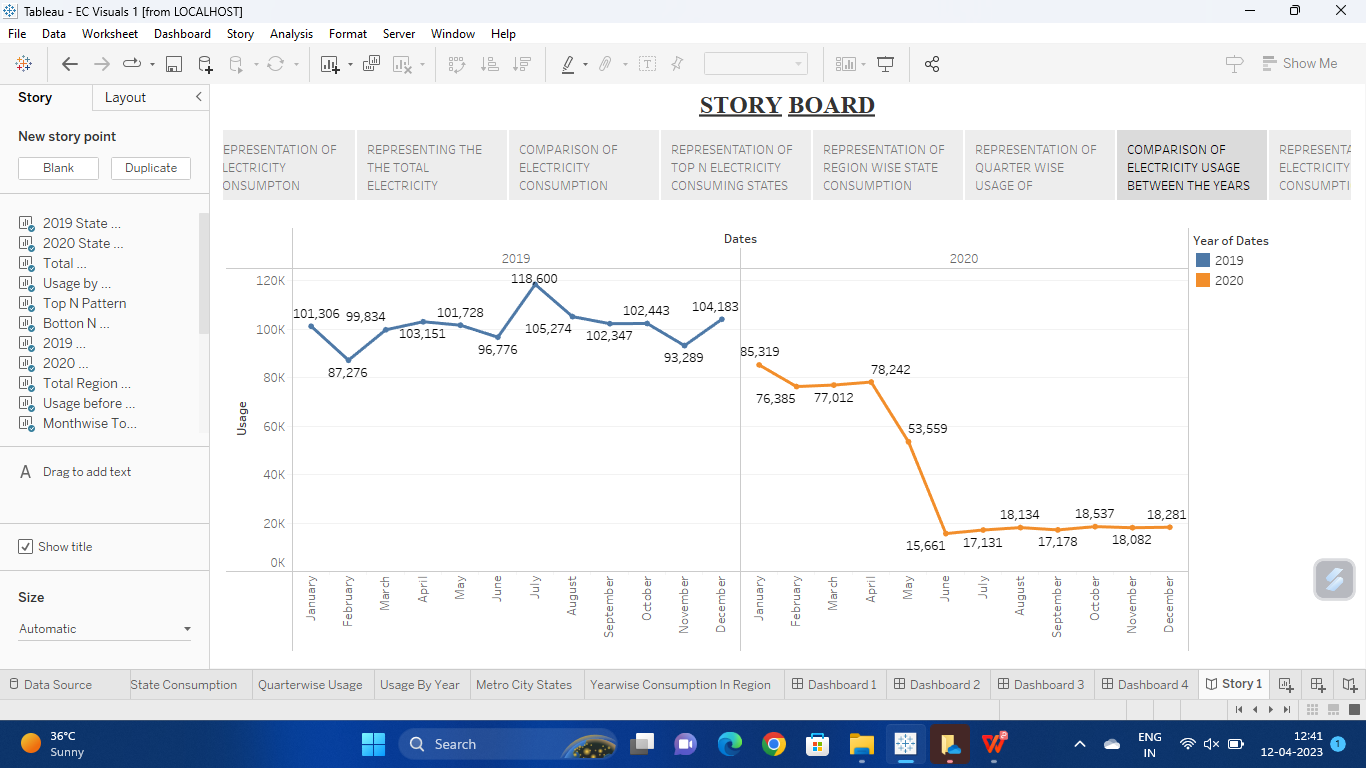 Tableau - EC Visuals 1 [from LOCALHOST]
File Data Worksheet Dashboard Story Analysis Format Server Window Help
Show Me
Story Layout
New story point
Blank Duplicate
2019 State ...
2020 State ...
Total ...
Usage by ...
Top N Pattern
Botton N ...
2019 ...
2020 ...
Total Region ...
Usage before ...
Monthwise To...
A Drag to add text
Show title
Size
Automatic
STORY BOARD
EPRESENTATION OF
LECTRICITY
ONSUMPTON
REPRESENTING THE
THE TOTAL
ELECTRICITY
COMPARISON OF
ELECTRICITY
CONSUMPTION
REPRESENTATION OF
TOP N ELECTRICITY
CONSUMING STATES
REPRESENTATION OF
REGION WISE STATE
CONSUMPTION
REPRESENTATION OF
QUARTER WISE
USAGE OF
COMPARISON OF
ELECTRICITY USAGE
BETWEEN THE YEARS
REPRESENTA
ELECTRICITY
CONSUMPTI
Dates
2019 2020
Usage
120K
100K
80K
60K
40K
20K
0K
101,306
87,276
99,834
103,151
101,728
96,776
118,600
105,274
102,347
102,443
93,289
104,183
85,319
76,385
77,012
78,242
53,559
15,661
17,131
18,134
17,178
18,537
18,082
18,281
January
February
March
April
May
June
July
August
September
October
November
December
January
February
March
April
May
June
July
August
September
October
November
December
Year of Dates
2019
2020
Data Source State Consumption Quarterwise Usage Usage By Year Metro City States Yearwise Consumption In Region Dashboard 1 Dashboard 2 Dashboard 3 Dashboard 4 Story 1
36°C
Sunny
Search
ENG
IN
12:41
12-04-2023
1